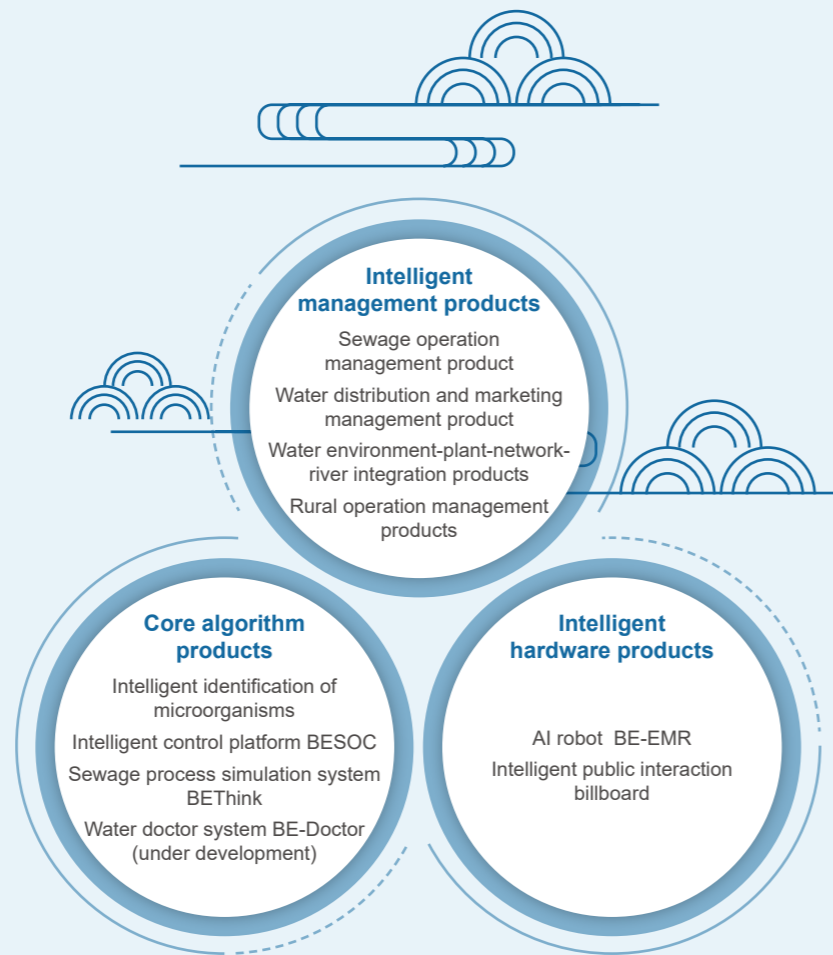 Intelligent
management products
Sewage operation
management product
Water distribution and marketing
management product
Water environment-plant-network-
river integration products
Rural operation management
products
Core algorithm
products
Intelligent identification of
microorganisms
Intelligent control platform BESOC
Sewage process simulation system
BEThink
Water doctor system BE-Doctor
(under development)
Intelligent
hardware products
AI robot  BE-EMR
Intelligent public interaction
billboard